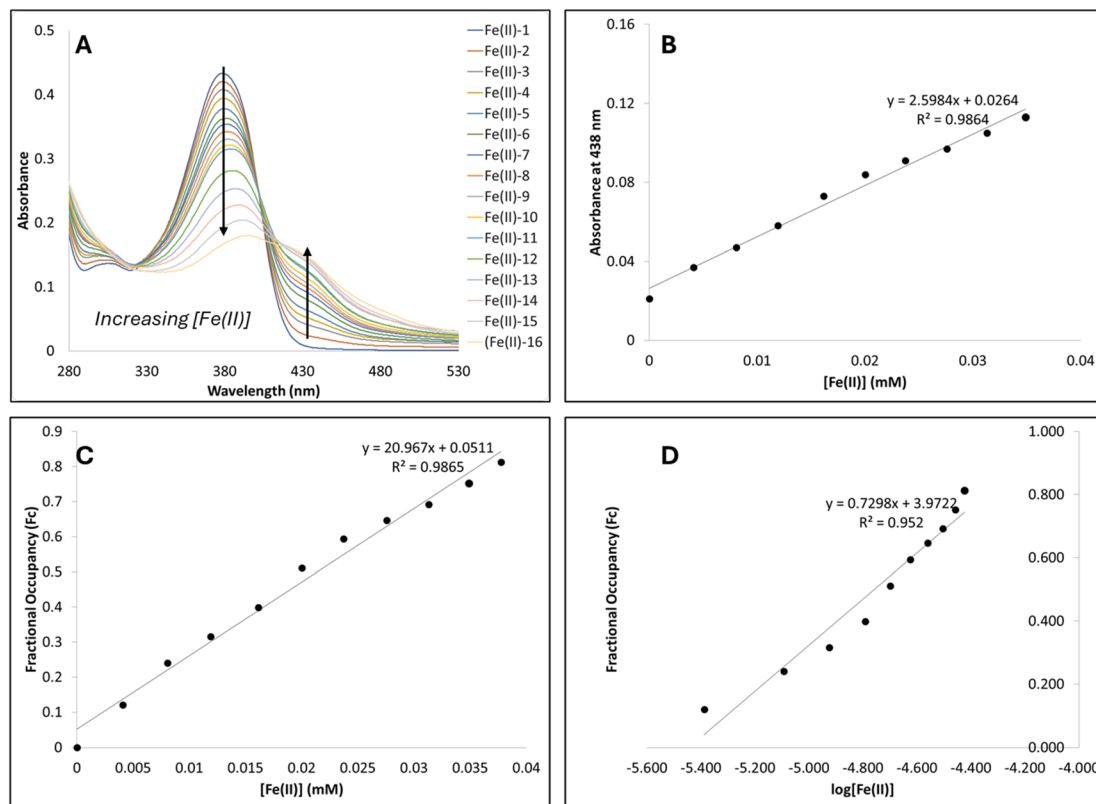 A
0.5
0.4
0.3
0.2
0.1
0
Absorbance
280
330
380
430
480
530
Wavelength (nm)
Increasing [Fe(II)]
Fe(II)-1
Fe(II)-2
Fe(II)-3
Fe(II)-4
Fe(II)-5
Fe(II)-6
Fe(II)-7
Fe(II)-8
Fe(II)-9
Fe(II)-10
Fe(II)-11
Fe(II)-12
Fe(II)-13
Fe(II)-14
Fe(II)-15
(Fe(II)-16
B
0.16
0.12
0.08
0.04
0
Absorbance at 438 nm
y = 2.5984x + 0.0264
R² = 0.9864
0
0.01
0.02
0.03
0.04
[Fe(II)] (mM)
C
0.9
0.8
0.7
0.6
0.5
0.4
0.3
0.2
0.1
0
Fractional Occupancy (Fc)
y = 20.967x + 0.0511
R² = 0.9865
0
0.005
0.01
0.015
0.02
0.025
0.03
0.035
0.04
[Fe(II)] (mM)
D
1.000
0.800
0.600
0.400
0.200
0.000
Fractional Occupancy (Fc)
y = 0.7298x + 3.9722
R² = 0.952
-5.600
-5.400
-5.200
-5.000
-4.800
-4.600
-4.400
-4.200
-4.000
log[Fe(II)]